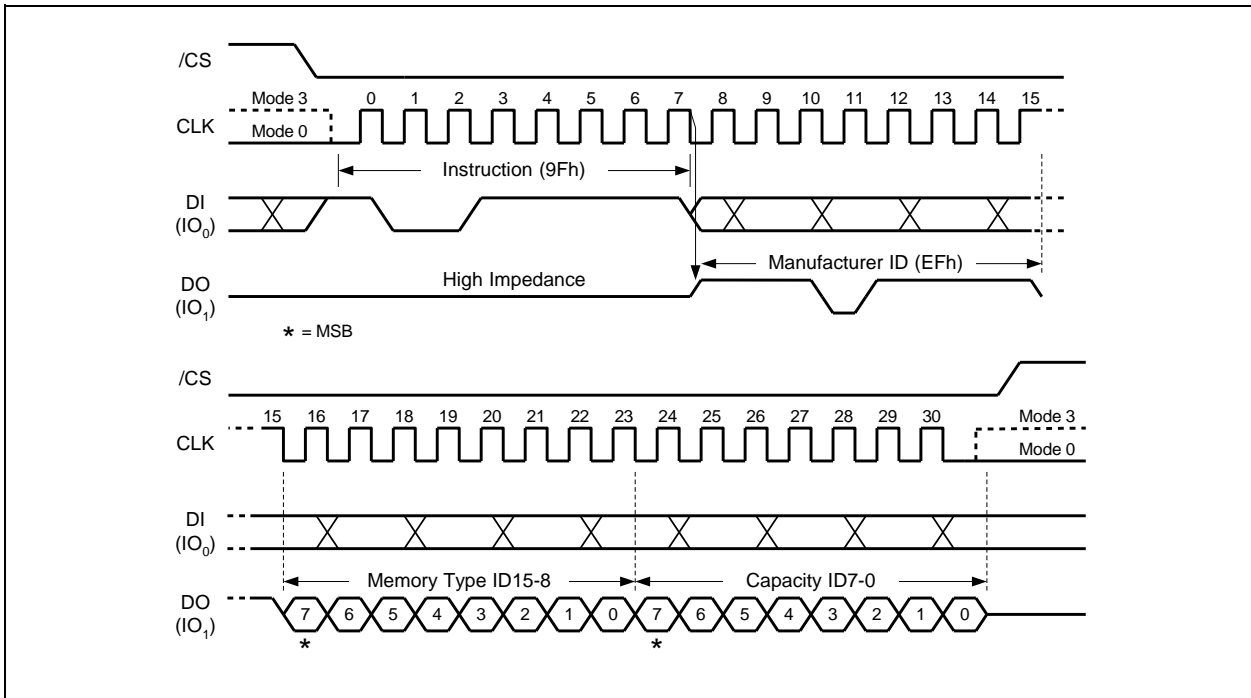 /CS
Mode 3 0 1 2 3 4 5 6 7 8 9 10 11 12 13 14 15
CLK
Mode 0
Instruction (9Fh)
DI
(IO0)
Manufacturer ID (EFh)
High Impedance
DO
(IO1)
* = MSB
/CS
15 16 17 18 19 20 21 22 23 24 25 26 27 28 29 30 Mode 3
CLK
Mode 0
DI
(IO0)
Memory Type ID15-8 Capacity ID7-0
DO
(IO1)
7 6 5 4 3 2 1 0 7 6 5 4 3 2 1 0
* *